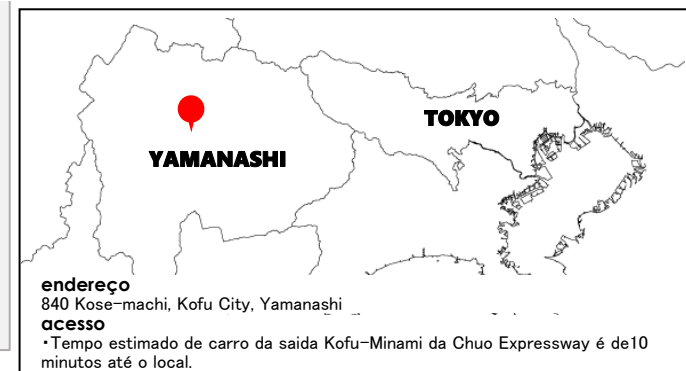 TOKYO
YAMANASHI
endereço
840 Kose-machi, Kofu City, Yamanashi
acesso
・Tempo estimado de carro da saida Kofu-Minami da Chuo Expressway é de10
minutos até o local.